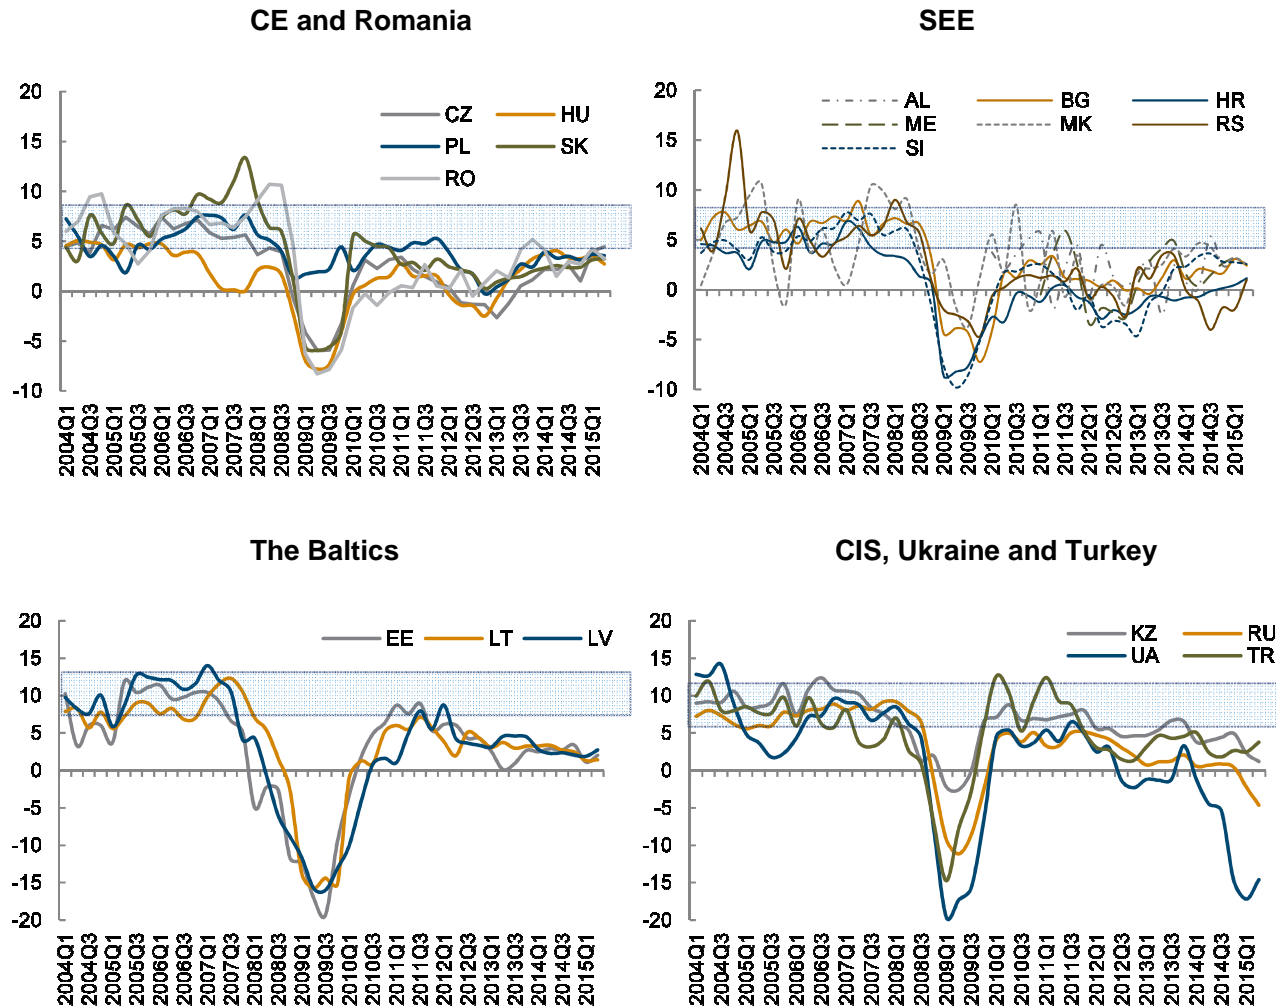 CE and Romania
20
15
10
5
0
-5
-10
CZ HU
PL SK
RO
2004Q1 2004Q3 2005Q1 2005Q3 2006Q1 2006Q3 2007Q1 2007Q3 2008Q1 2008Q3 2009Q1 2009Q3 2010Q1 2010Q3 2011Q1 2011Q3 2012Q1 2012Q3 2013Q1 2013Q3 2014Q1 2014Q3 2015Q1
SEE
20
15
10
5
0
-5
-10
AL BG HR
ME MK RS
SI
2004Q1 2004Q3 2005Q1 2005Q3 2006Q1 2006Q3 2007Q1 2007Q3 2008Q1 2008Q3 2009Q1 2009Q3 2010Q1 2010Q3 2011Q1 2011Q3 2012Q1 2012Q3 2013Q1 2013Q3 2014Q1 2014Q3 2015Q1
The Baltics
20
15
10
5
0
-5
-10
-15
-20
EE LT LV
2004Q1 2004Q3 2005Q1 2005Q3 2006Q1 2006Q3 2007Q1 2007Q3 2008Q1 2008Q3 2009Q1 2009Q3 2010Q1 2010Q3 2011Q1 2011Q3 2012Q1 2012Q3 2013Q1 2013Q3 2014Q1 2014Q3 2015Q1
CIS, Ukraine and Turkey
20
15
10
5
0
-5
-10
-15
-20
KZ RU
UA TR
2004Q1 2004Q3 2005Q1 2005Q3 2006Q1 2006Q3 2007Q1 2007Q3 2008Q1 2008Q3 2009Q1 2009Q3 2010Q1 2010Q3 2011Q1 2011Q3 2012Q1 2012Q3 2013Q1 2013Q3 2014Q1 2014Q3 2015Q1